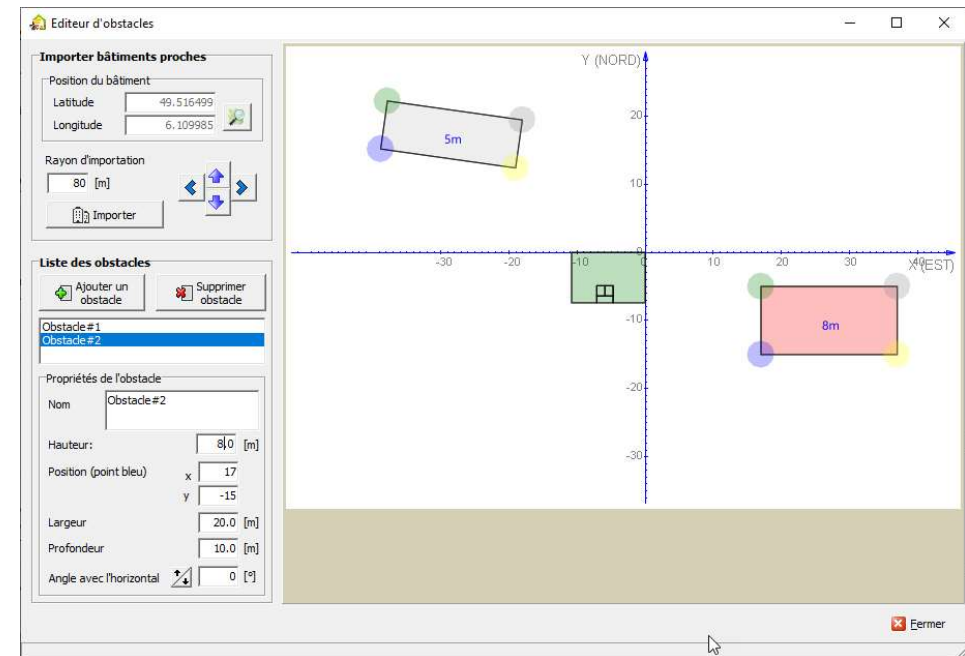 Editeur d'obstacles
Importer bâtiments proches
Position du bâtiment
Latitude 49.516499
Longitude 6.109985
Rayon d'importation
80 [m]
Importer
Liste des obstacles
Ajouter un obstacle
Supprimer obstacle
Obstacle#1
Obstacle#2
Propriétés de l'obstacle
Nom Obstacle#2
Hauteur: 8.0 [m]
Position (point bleu) x 17
y -15
Largeur 20.0 [m]
Profondeur 10.0 [m]
Angle avec l'horizontal 0 [°]
Y (NORD)
20
5m
10
0
-30 -20 -10 0 10 20 30 40
X (EST)
-10
8m
-20
-30
Fermer